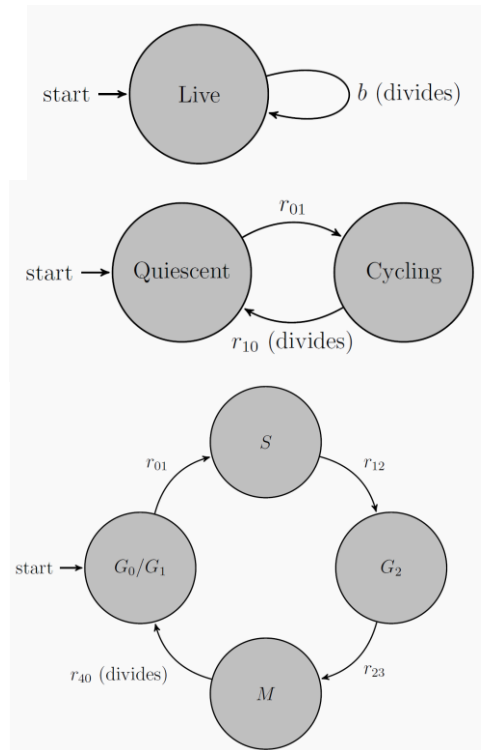 start
Live
b (divides)
r₀₁
start
Quiescent
Cycling
r₁₀ (divides)
S
r₀₁
r₁₂
start
G₀/G₁
G₂
r₄₀ (divides)
r₂₃
M